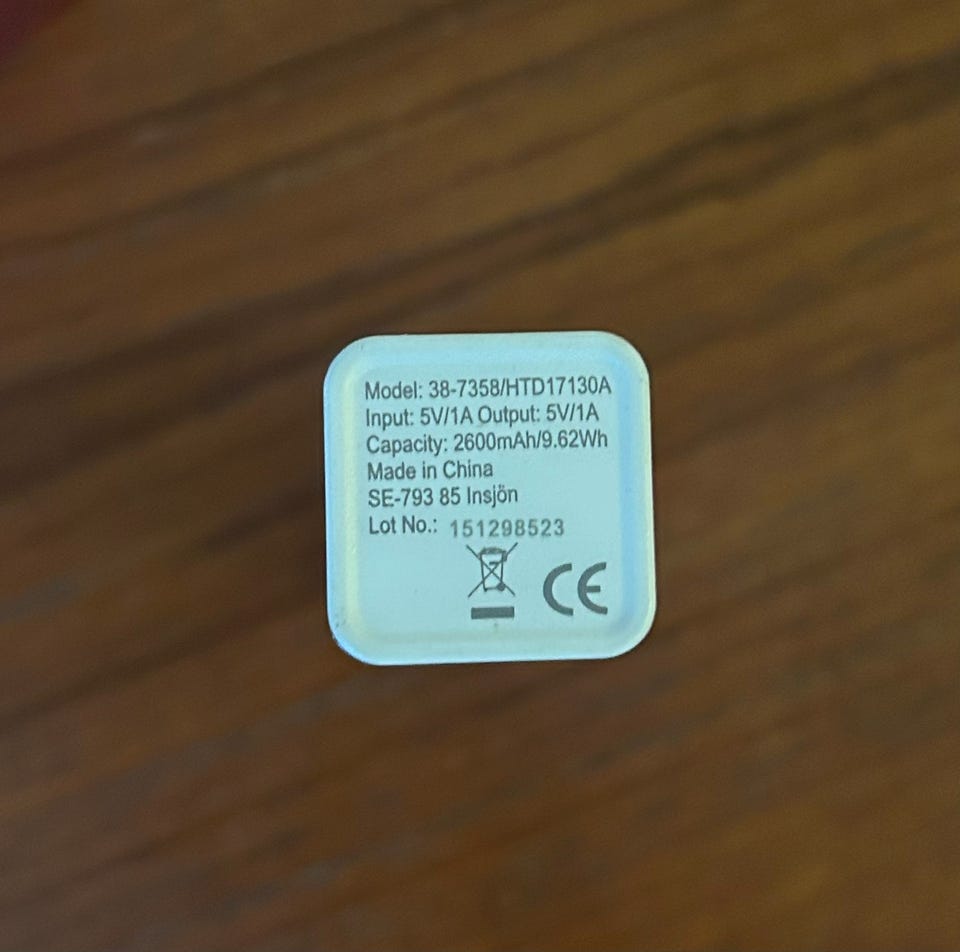 Model: 38-7358/HTD17130A
Input: 5V/1A Output: 5V/1A
Capacity: 2600mAh/9.62Wh
Made in China
SE-793 85 Insjön
Lot No.: 151298523
CE